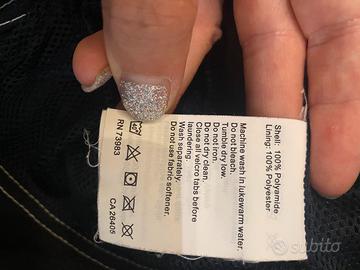 Shell: 100% Polyamide
Lining: 100% Polyester
Machine wash in lukewarm water.
Do not bleach.
Tumble dry low.
Do not iron.
Do not dry clean.
Close all velcro tabs before
laundering.
Wash separately.
Do not use fabric softener.
RN 73983
CA 26405
subito